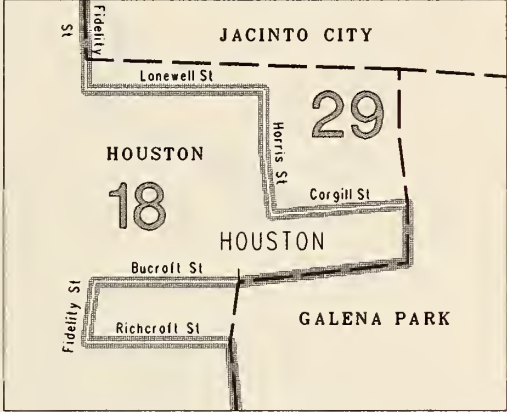 Fidelity
St
JACINTO CITY
Lonewell St
29
Horris St
HOUSTON
18
Corgill St
HOUSTON
Bucroft St
Fidelity St
GALENA PARK
Richcroft St